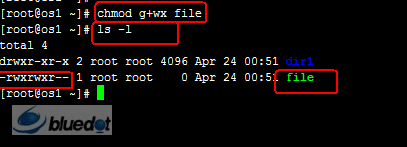 [root@os1 ~]# chmod g+wx file
[root@os1 ~]# ls -l
total 4
drwxr-xr-x 2 root root 4096 Apr 24 00:51 dir1
-rwxrwxr-- 1 root root    0 Apr 24 00:51 file
[root@os1 ~]#
bluedot